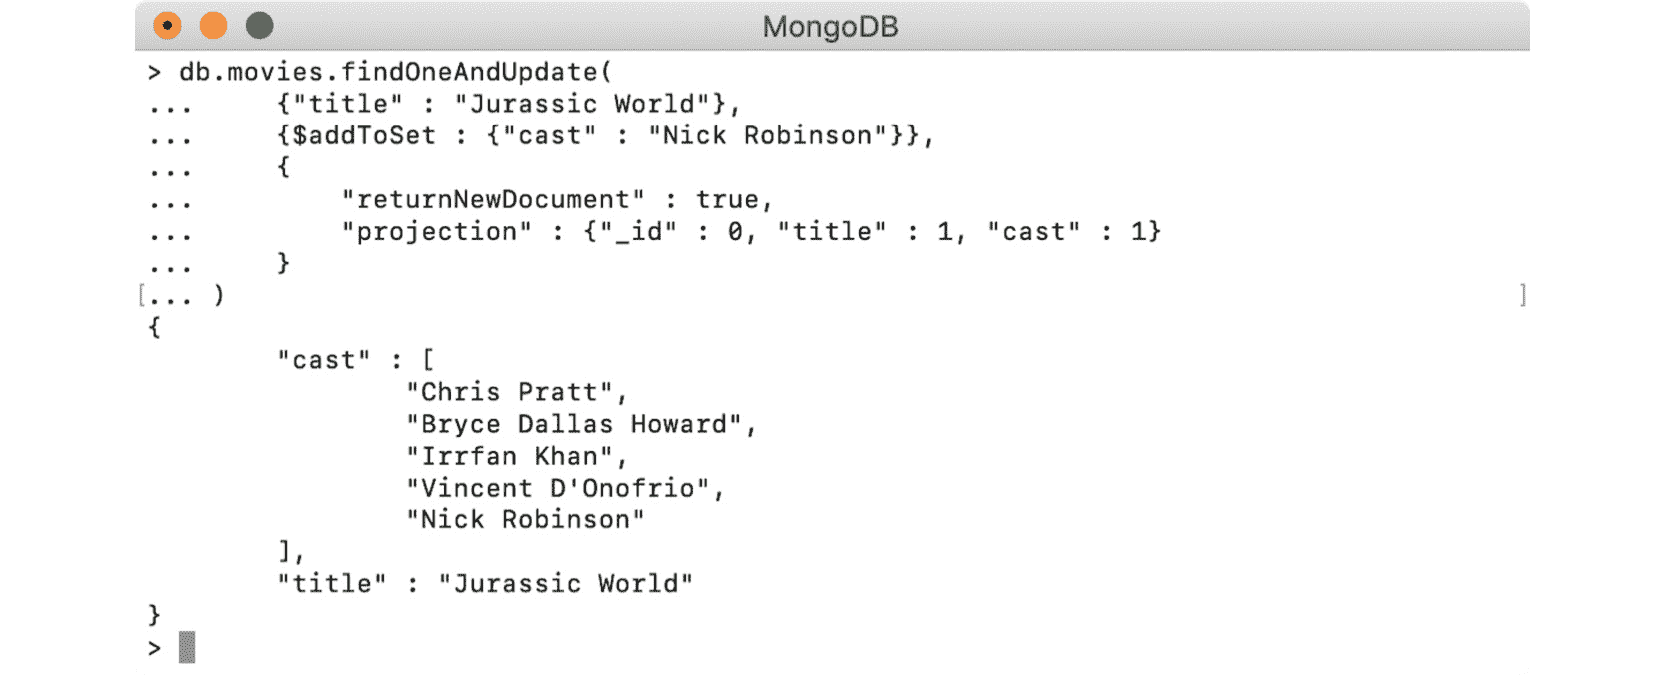 MongoDB
> db.movies.findOneAndUpdate(
...     {"title" : "Jurassic World"},
...     {$addToSet : {"cast" : "Nick Robinson"}},
...     {
...         "returnNewDocument" : true,
...         "projection" : {"_id" : 0, "title" : 1, "cast" : 1}
...     }
[... ) ]
{
        "cast" : [
                "Chris Pratt",
                "Bryce Dallas Howard",
                "Irrfan Khan",
                "Vincent D'Onofrio",
                "Nick Robinson"
        ],
        "title" : "Jurassic World"
}
>